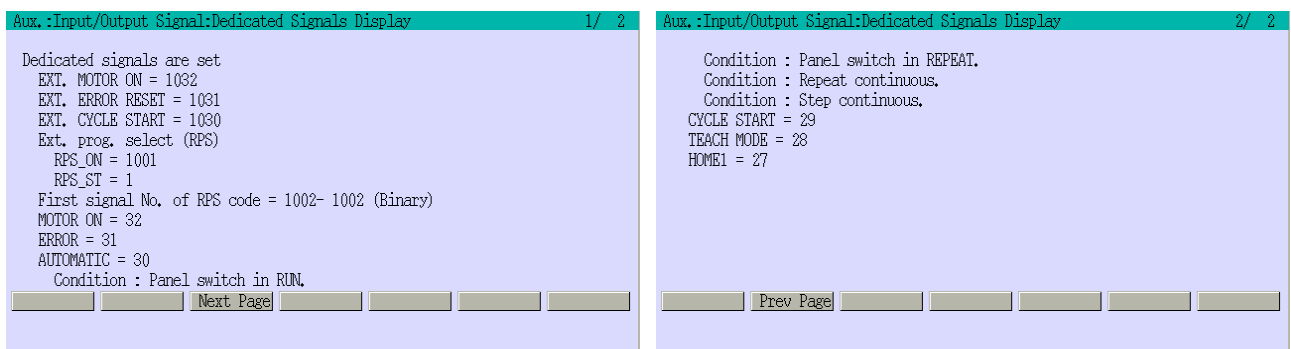 Aux.:Input/Output Signal:Dedicated Signals Display 1/ 2
Dedicated signals are set
EXT. MOTOR ON = 1032
EXT. ERROR RESET = 1031
EXT. CYCLE START = 1030
Ext. prog. select (RPS)
RPS_ON = 1001
RPS_ST = 1
First signal No. of RPS code = 1002- 1002 (Binary)
MOTOR ON = 32
ERROR = 31
AUTOMATIC = 30
Condition : Panel switch in RUN.
Next Page
Aux.:Input/Output Signal:Dedicated Signals Display 2/ 2
Condition : Panel switch in REPEAT.
Condition : Repeat continuous.
Condition : Step continuous.
CYCLE START = 29
TEACH MODE = 28
HOME1 = 27
Prev Page